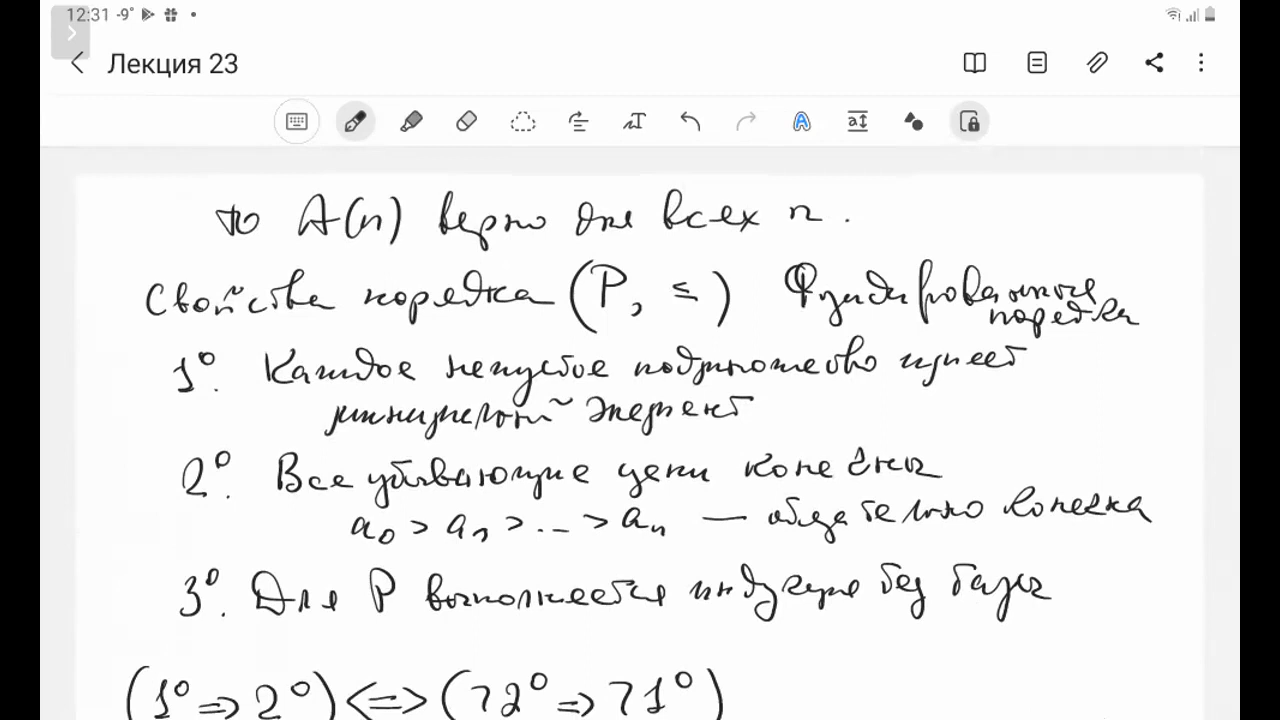 12:31 -9°
Лекция 23
то A(n) верно для всех n.
Свойства порядка (P, ≤) Фундированные
порядки
1°. Каждое непустое подмножество имеет
минимальный элемент
2°. Все убывающие цепи конечны
a₀ > a₁ > ... > aₙ — обязательно конечна
3°. Для P выполняется индукция без базы
(1° => 2°) <=> (¬2° => ¬1°)